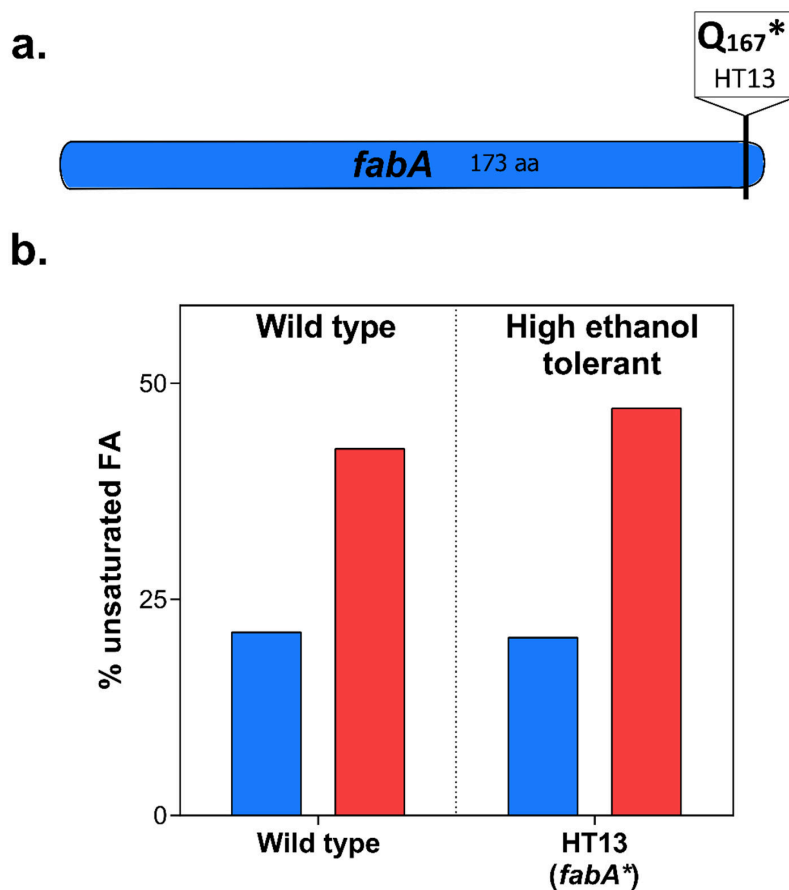 a.
Q167*
HT13
fabA 173 aa
b.
Wild type
High ethanol
tolerant
50
25
0
% unsaturated FA
Wild type
HT13
(fabA*)